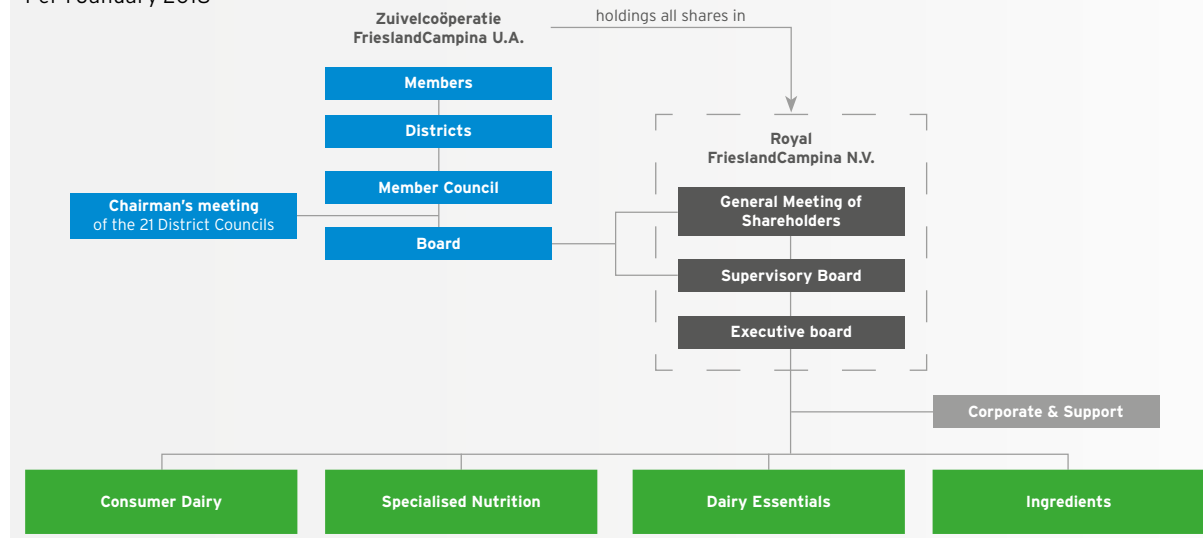 Zuivelcoöperatie
FrieslandCampina U.A.
holdings all shares in
Members
Districts
Member Council
Chairman's meeting
of the 21 District Councils
Board
Royal
FrieslandCampina N.V.
General Meeting of
Shareholders
Supervisory Board
Executive board
Corporate & Support
Consumer Dairy
Specialised Nutrition
Dairy Essentials
Ingredients